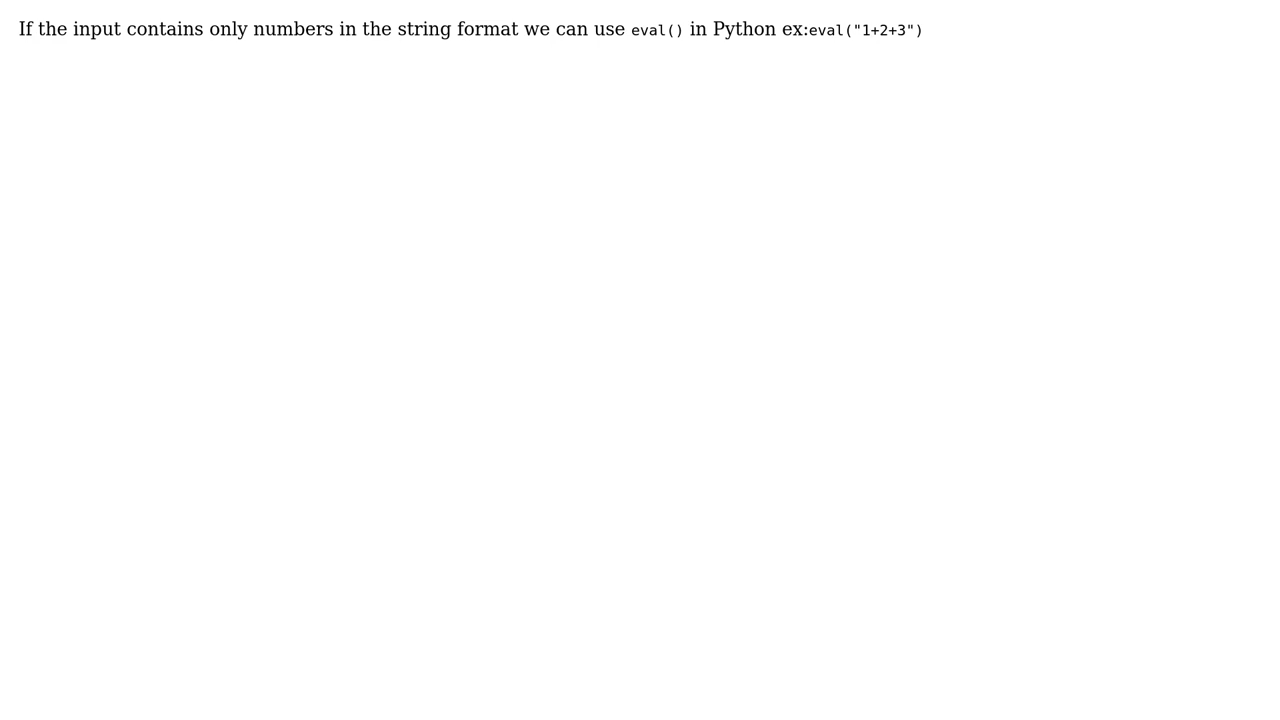 If the input contains only numbers in the string format we can use eval() in Python ex:eval("1+2+3")